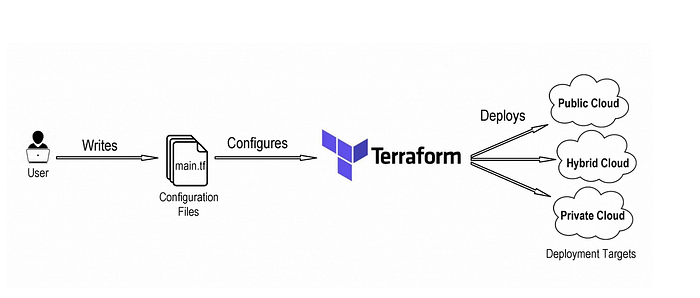 User
Writes
main.tf
Configuration
Files
Configures
Terraform
Deploys
Public Cloud
Hybrid Cloud
Private Cloud
Deployment Targets